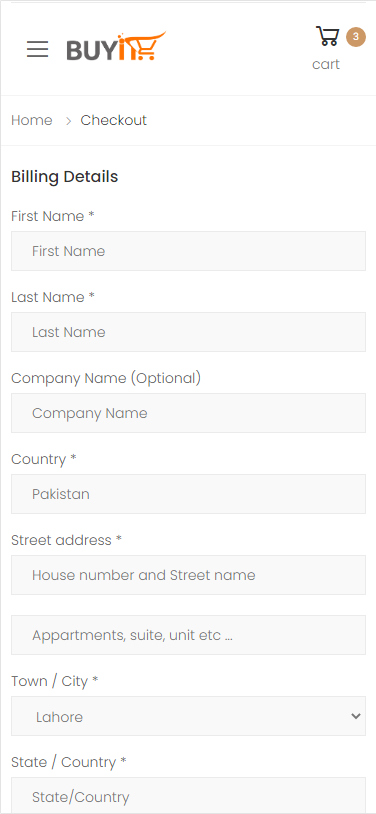 BUYIT
3
cart
Home > Checkout
Billing Details
First Name *
First Name
Last Name *
Last Name
Company Name (Optional)
Company Name
Country *
Pakistan
Street address *
House number and Street name
Appartments, suite, unit etc ...
Town / City *
Lahore
State / Country *
State/Country